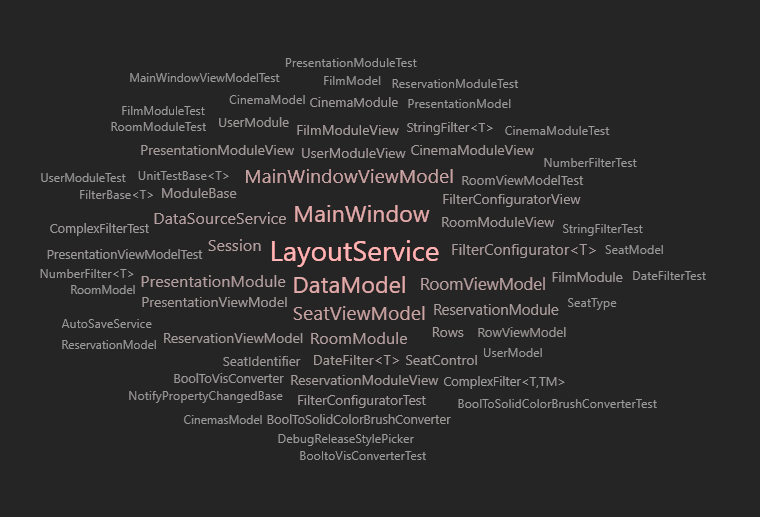 PresentationModuleTest
MainWindowViewModelTest FilmModel ReservationModuleTest
CinemaModel CinemaModule PresentationModel
FilmModuleTest
RoomModuleTest UserModule FilmModuleView StringFilter<T> CinemaModuleTest
PresentationModuleView UserModuleView CinemaModuleView
NumberFilterTest
UserModuleTest UnitTestBase<T> MainWindowViewModel RoomViewModelTest
FilterBase<T> ModuleBase FilterConfiguratorView
DataSourceService MainWindow RoomModuleView
ComplexFilterTest StringFilterTest
PresentationViewModelTest Session LayoutService FilterConfigurator<T> SeatModel
NumberFilter<T> PresentationModule DataModel RoomViewModel FilmModule DateFilterTest
RoomModel
PresentationViewModel SeatViewModel ReservationModule SeatType
AutoSaveService
ReservationModel ReservationViewModel RoomModule Rows RowViewModel
SeatIdentifier DateFilter<T> SeatControl UserModel
BoolToVisConverter ReservationModuleView ComplexFilter<T,TM>
NotifyPropertyChangedBase FilterConfiguratorTest BoolToSolidColorBrushConverterTest
CinemasModel BoolToSolidColorBrushConverter
DebugReleaseStylePicker
BooltoVisConverterTest